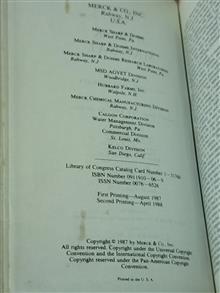 MERCK & CO., INC.
Rahway, N.J.
U.S.A.
MERCK SHARP & DOHME
West Point, Pa.
MERCK SHARP & DOHME INTERNATIONAL
Rahway, N.J.
MERCK SHARP & DOHME RESEARCH LABORATORIES
Rahway, N.J. West Point, Pa.
MSD AGVET DIVISION
Woodbridge, N.J.
HUBBARD FARMS, INC.
Walpole, N.H.
MERCK CHEMICAL MANUFACTURING DIVISION
Rahway, N.J.
CALGON CORPORATION
Water Management Division
Pittsburgh, Pa.
Commercial Division
St. Louis, Mo.
KELCO DIVISION
San Diego, Calif
Library of Congress Catalog Card Number 1-31760
ISBN Number 0911910-06-
ISSN Number 0076-6526
First Printing—August 1987
Second Printing—April 1988
Copyright © 1987 by MERCK & CO., INC.
All rights reserved. Copyright under the Universal Copyright
Convention and the International Copyright Convention.
Copyright reserved under the Pan-American Copyright
Convention.
Printed in the U.S.A.